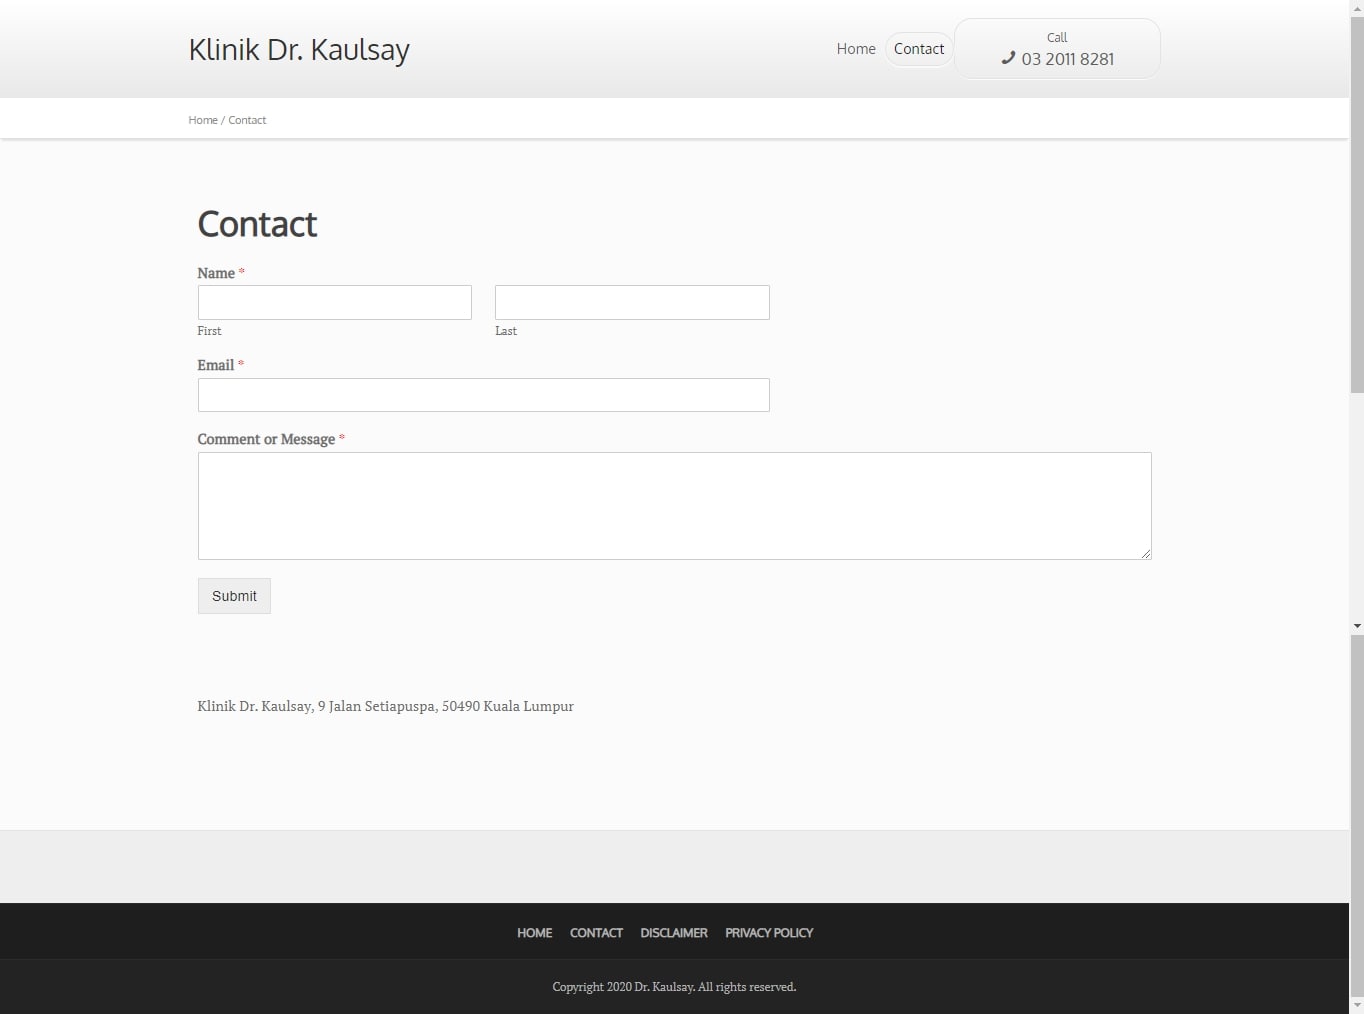 Klinik Dr. Kaulsay
Home
Contact
Call
03 2011 8281
Home / Contact
Contact
Name *
First
Last
Email *
Comment or Message *
Submit
Klinik Dr. Kaulsay, 9 Jalan Setiapuspa, 50490 Kuala Lumpur
HOME CONTACT DISCLAIMER PRIVACY POLICY
Copyright 2020 Dr. Kaulsay. All rights reserved.